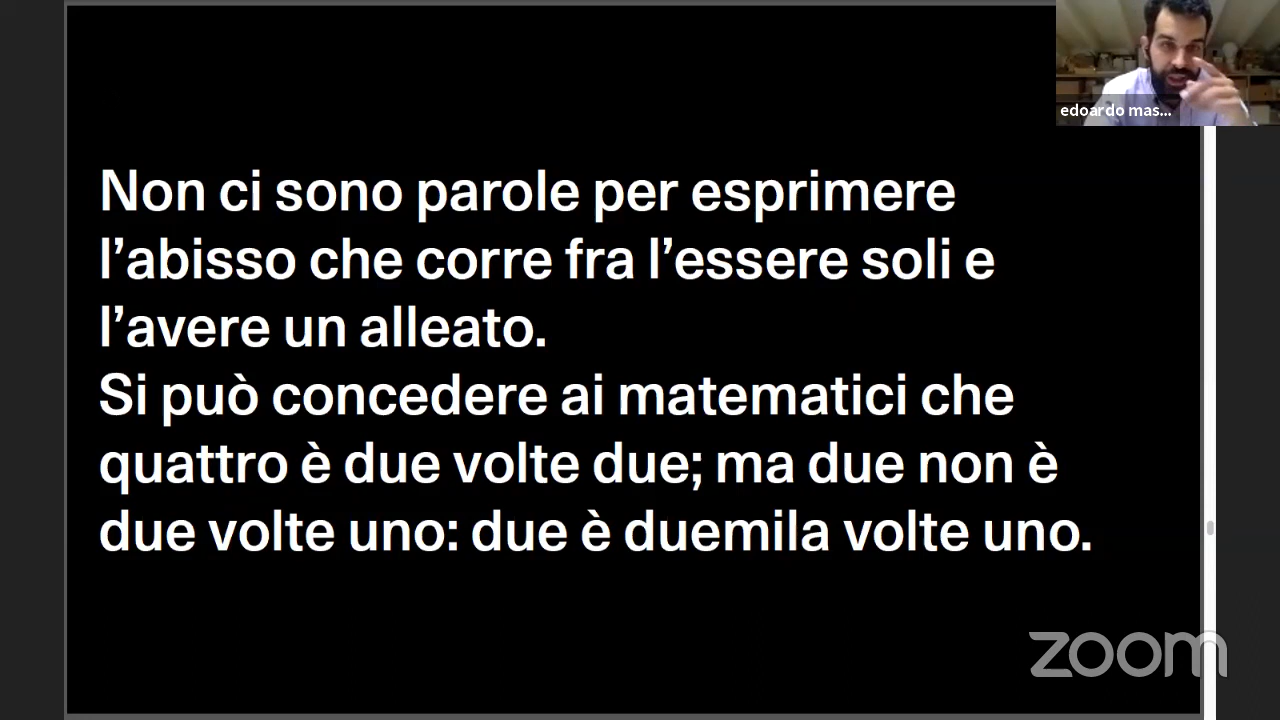 edoardo mas...
Non ci sono parole per esprimere
l’abisso che corre fra l’essere soli e
l’avere un alleato.
Si può concedere ai matematici che
quattro è due volte due; ma due non è
due volte uno: due è duemila volte uno.
zoom